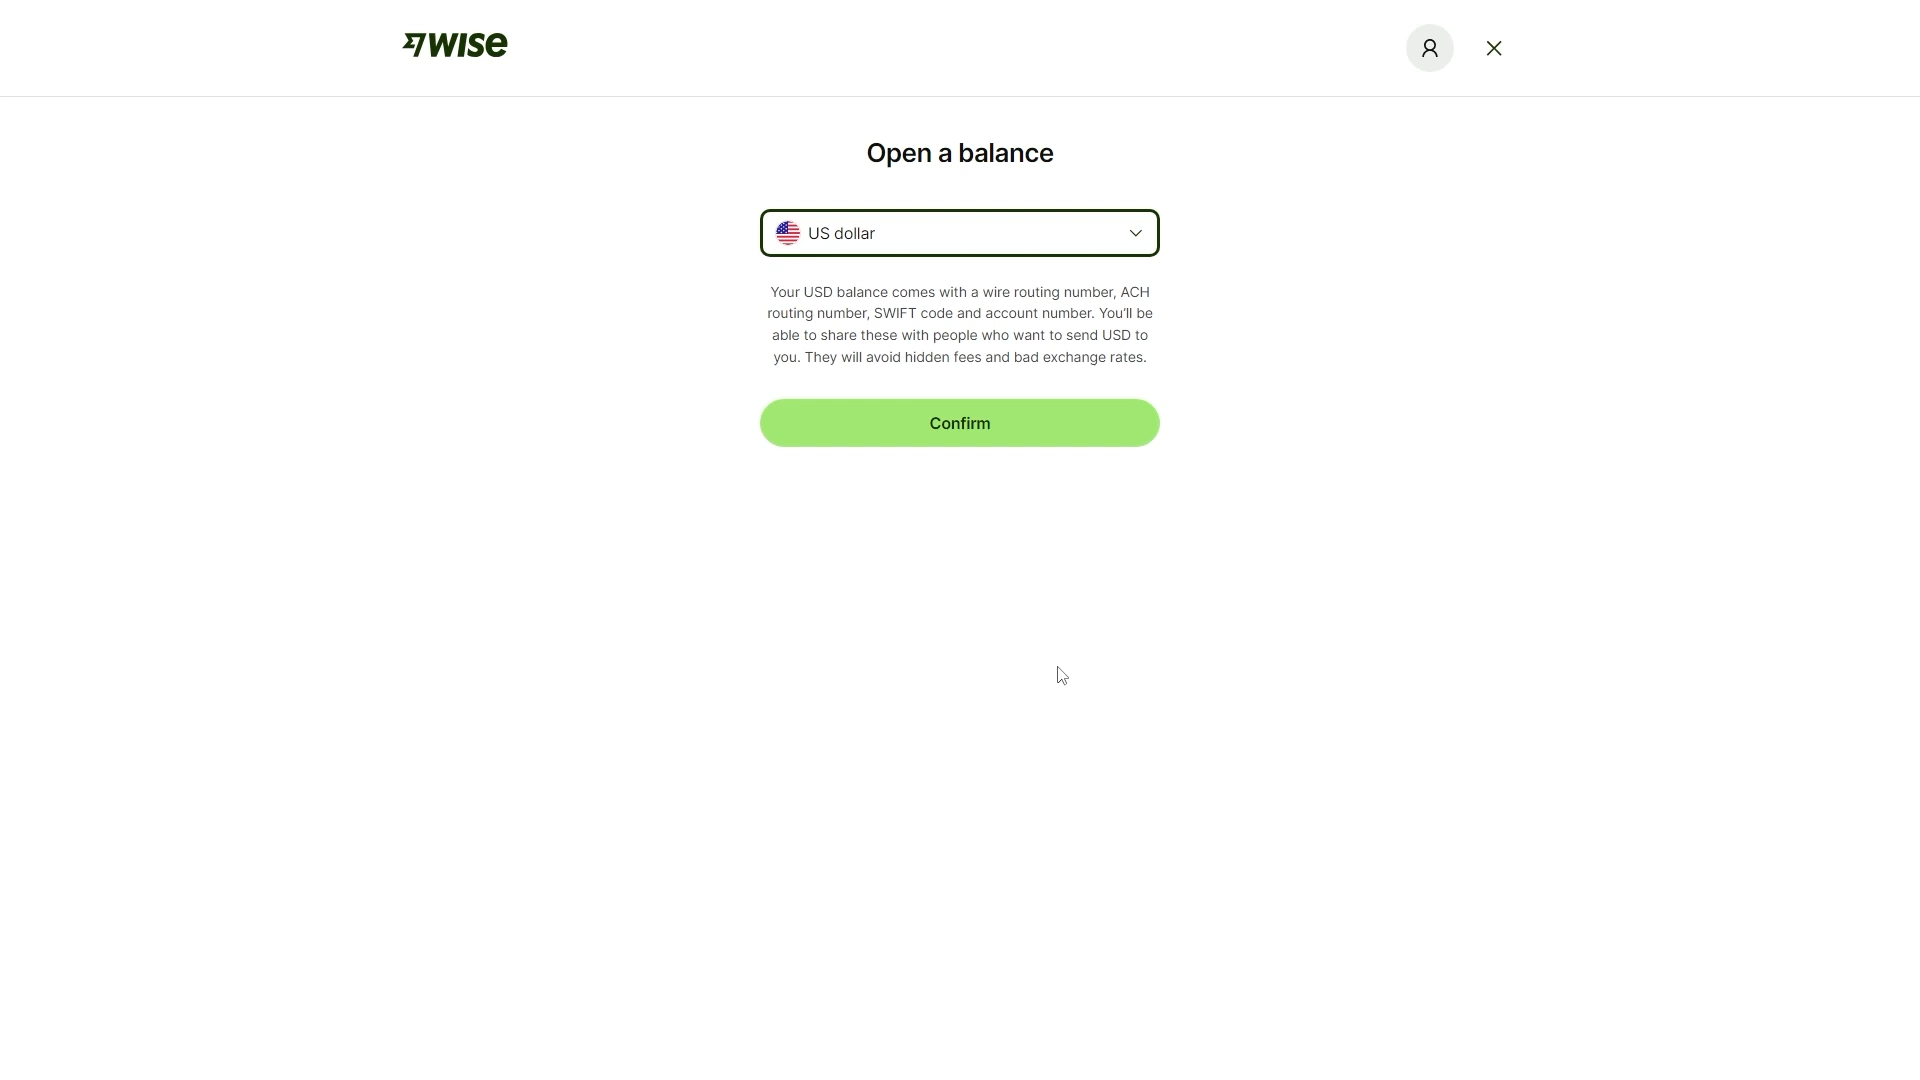 WISE
Open a balance
US dollar
Your USD balance comes with a wire routing number, ACH
routing number, SWIFT code and account number. You’ll be
able to share these with people who want to send USD to
you. They will avoid hidden fees and bad exchange rates.
Confirm